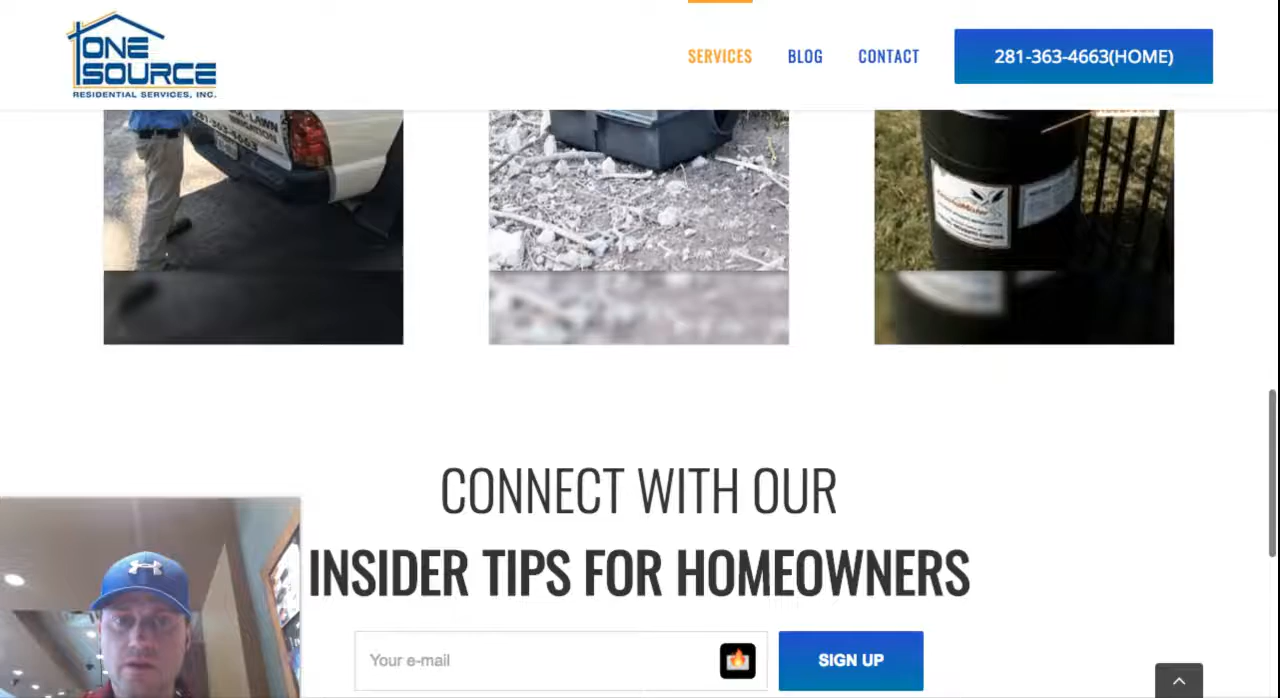 ONE
SOURCE
RESIDENTIAL SERVICES, INC.
SERVICES
BLOG
CONTACT
281-363-4663(HOME)
CONNECT WITH OUR
INSIDER TIPS FOR HOMEOWNERS
Your e-mail
SIGN UP